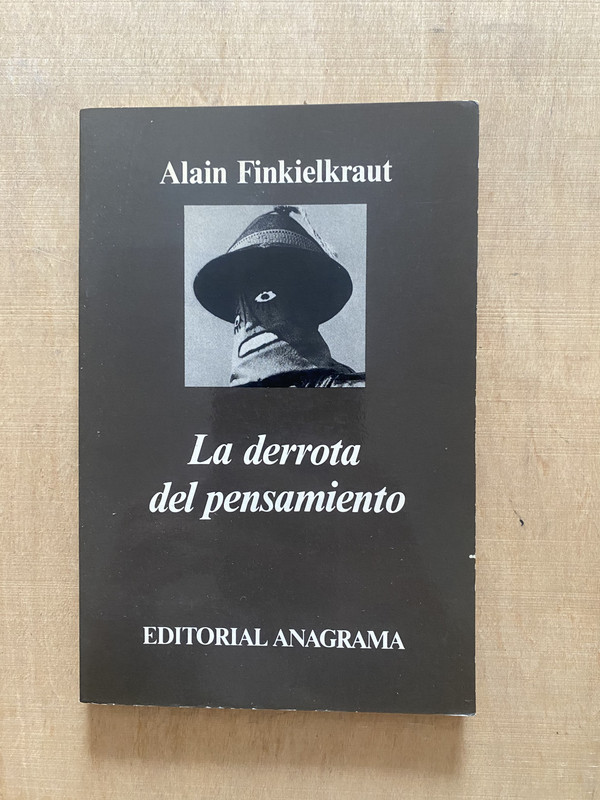 Alain Finkielkraut
La derrota
del pensamiento
EDITORIAL ANAGRAMA